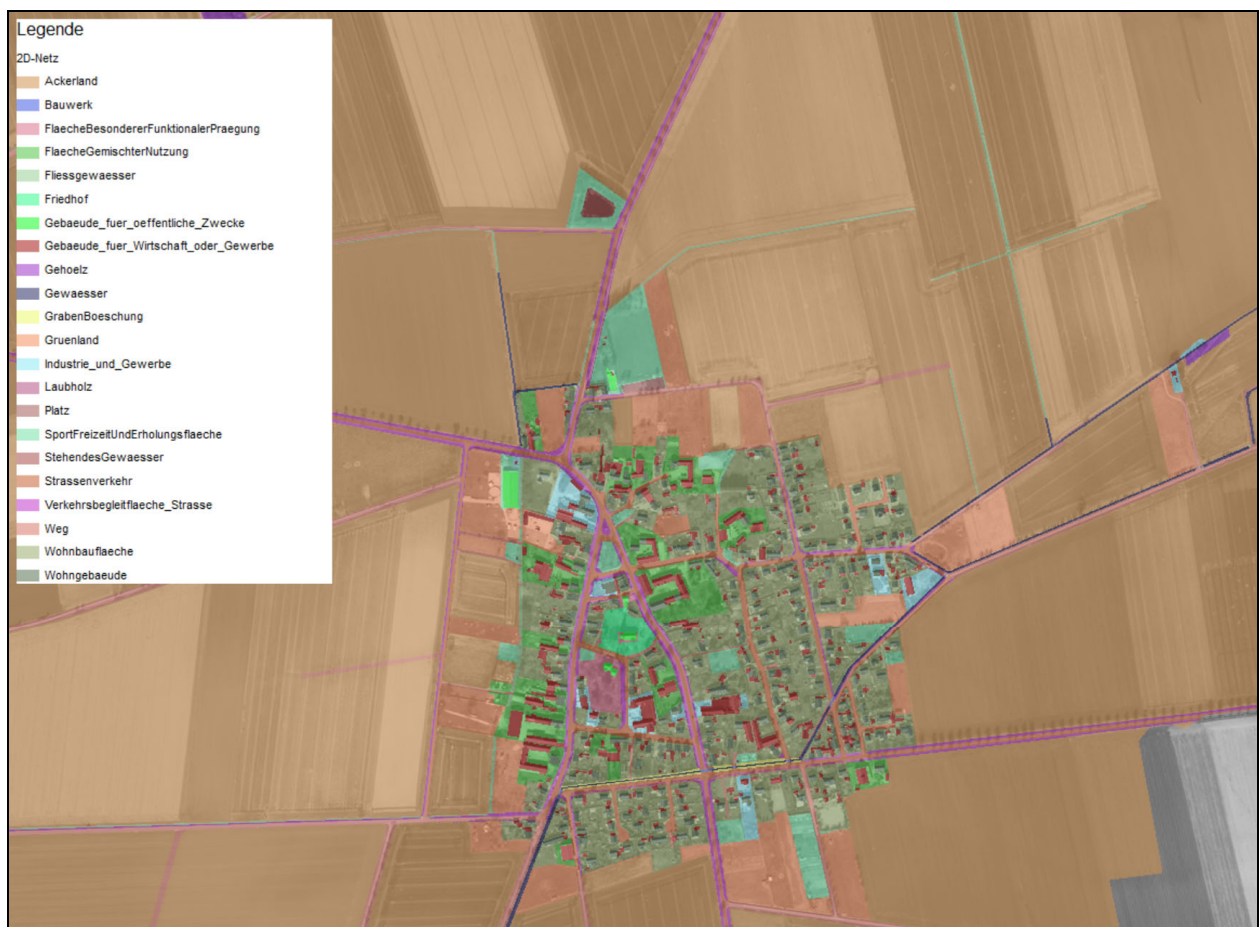 Legende
2D-Netz
Ackerland
Bauwerk
FlaecheBesondererFunktionalerPraegung
FlaecheGemischterNutzung
Fliessgewaesser
Friedhof
Gebaeude_fuer_oeffentliche_Zwecke
Gebaeude_fuer_Wirtschaft_oder_Gewerbe
Gehoelz
Gewaesser
GrabenBoeschung
Gruenland
Industrie_und_Gewerbe
Laubholz
Platz
SportFreizeitUndErholungsflaeche
StehendesGewaesser
Strassenverkehr
Verkehrsbegleitflaeche_Strasse
Weg
Wohnbauflaeche
Wohngebaeude